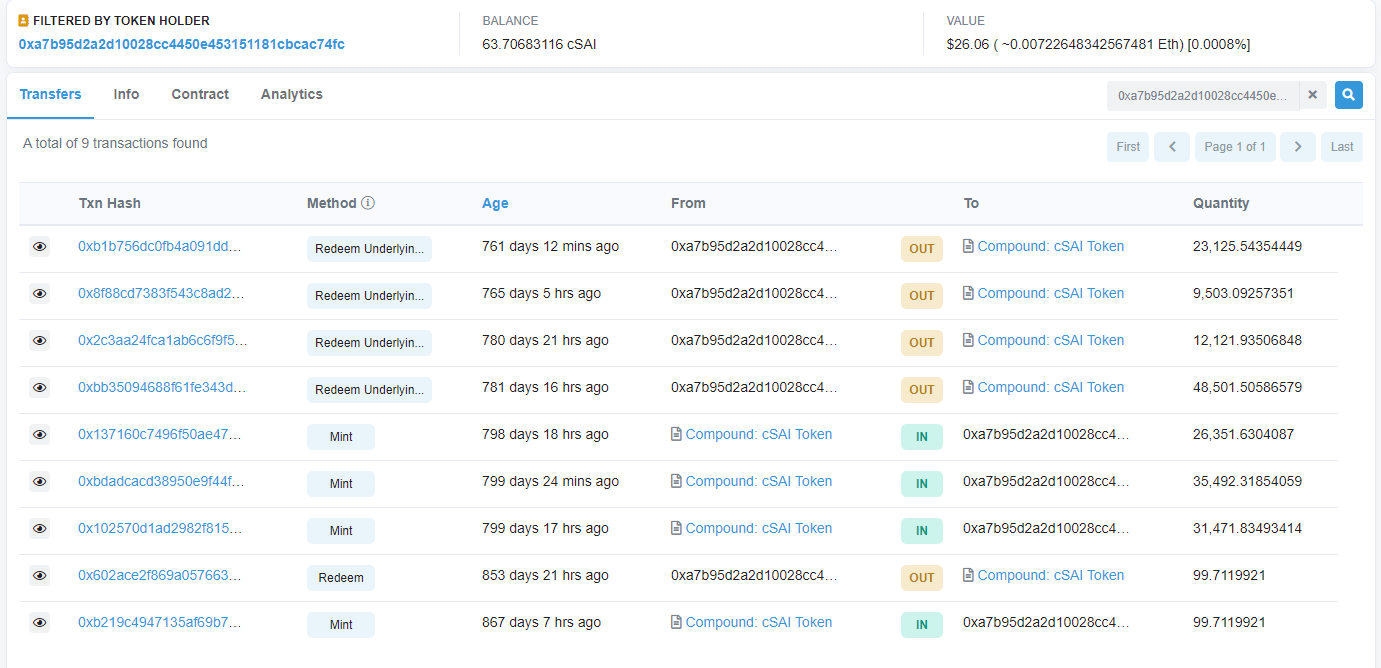 FILTERED BY TOKEN HOLDER
0xa7b95d2a2d10028cc4450e453151181cbcac74fc
BALANCE
63.70683116 cSAI
VALUE
$26.06 ( ~0.00722648342567481 Eth) [0.0008%]
Transfers Info Contract Analytics
0xa7b95d2a2d10028cc4450e...
A total of 9 transactions found
First Page 1 of 1 Last
Txn Hash Method Age From To Quantity
0xb1b756dc0fb4a091dd... Redeem Underlyin... 761 days 12 mins ago 0xa7b95d2a2d10028cc4... OUT Compound: cSAI Token 23,125.54354449
0x8f88cd7383f543c8ad2... Redeem Underlyin... 765 days 5 hrs ago 0xa7b95d2a2d10028cc4... OUT Compound: cSAI Token 9,503.09257351
0x2c3aa24fca1ab6c6f9f5... Redeem Underlyin... 780 days 21 hrs ago 0xa7b95d2a2d10028cc4... OUT Compound: cSAI Token 12,121.93506848
0xbb35094688f61fe343d... Redeem Underlyin... 781 days 16 hrs ago 0xa7b95d2a2d10028cc4... OUT Compound: cSAI Token 48,501.50586579
0x137160c7496f50ae47... Mint 798 days 18 hrs ago Compound: cSAI Token IN 0xa7b95d2a2d10028cc4... 26,351.6304087
0xbdadcacd38950e9f44f... Mint 799 days 24 mins ago Compound: cSAI Token IN 0xa7b95d2a2d10028cc4... 35,492.31854059
0x102570d1ad2982f815... Mint 799 days 17 hrs ago Compound: cSAI Token IN 0xa7b95d2a2d10028cc4... 31,471.83493414
0x602ace2f869a057663... Redeem 853 days 21 hrs ago 0xa7b95d2a2d10028cc4... OUT Compound: cSAI Token 99.7119921
0xb219c4947135af69b7... Mint 867 days 7 hrs ago Compound: cSAI Token IN 0xa7b95d2a2d10028cc4... 99.7119921